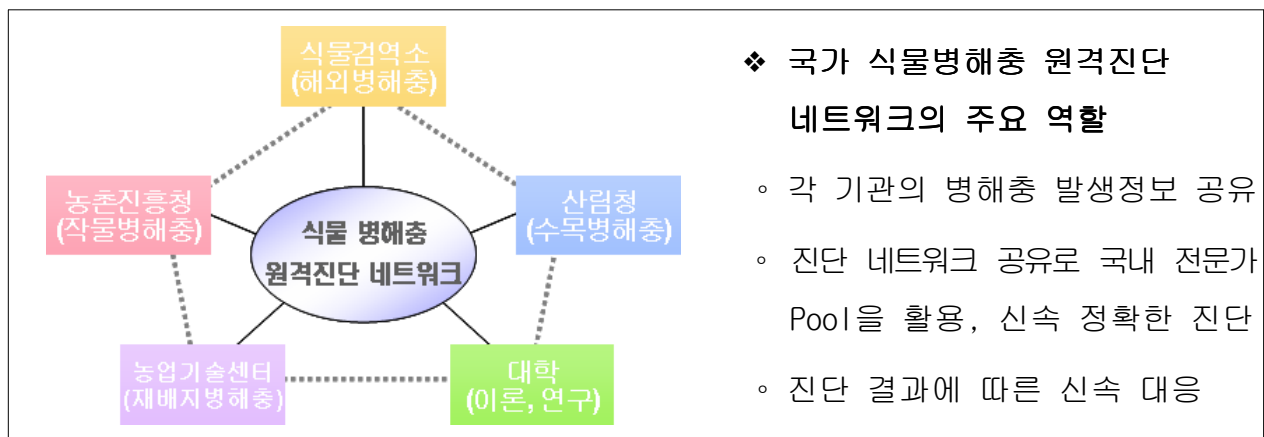 식물검역소
(해외병해충)
농촌진흥청
(작물병해충)
산림청
(수목병해충)
식물 병해충
원격진단 네트워크
농업기술센터
(재배지병해충)
대학
(이론, 연구)
❖ 국가 식물병해충 원격진단
네트워크의 주요 역할
◦ 각 기관의 병해충 발생정보 공유
◦ 진단 네트워크 공유로 국내 전문가
Pool을 활용, 신속 정확한 진단
◦ 진단 결과에 따른 신속 대응